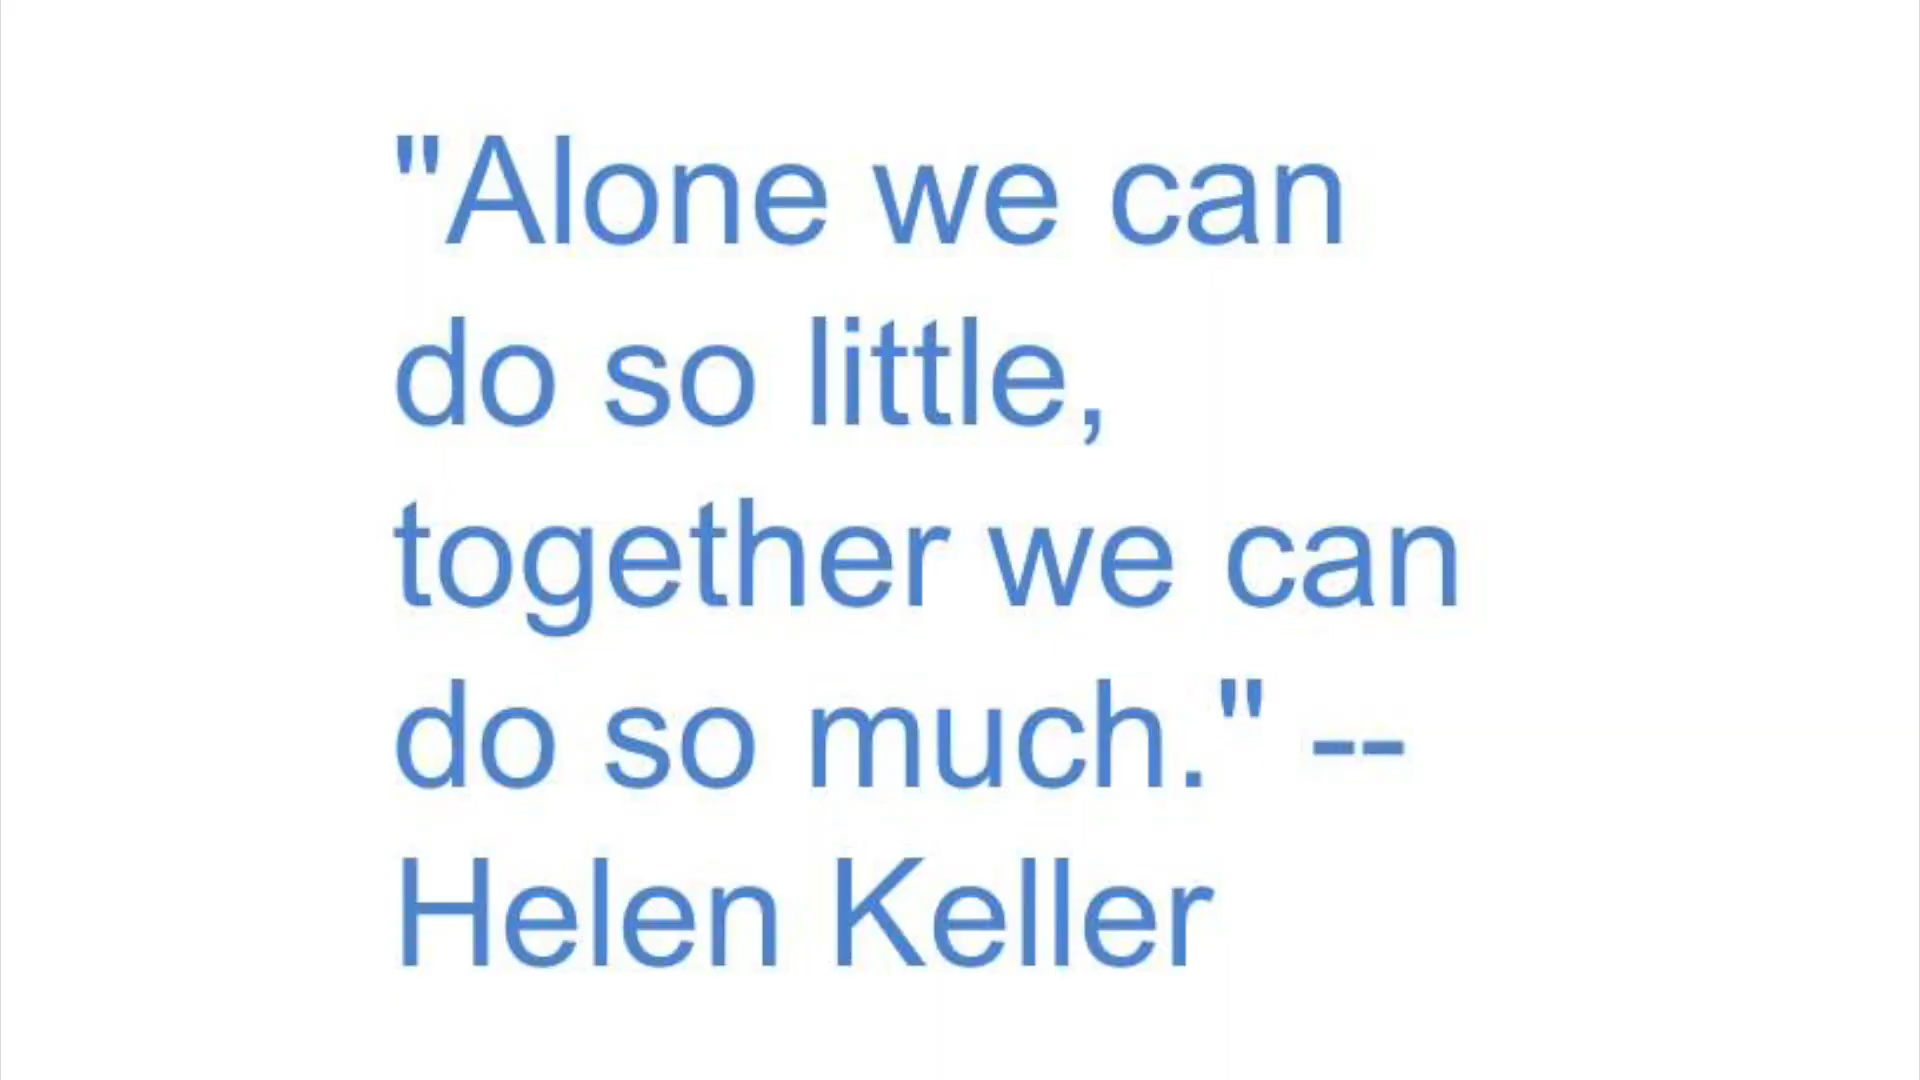 "Alone we can
do so little,
together we can
do so much." --
Helen Keller